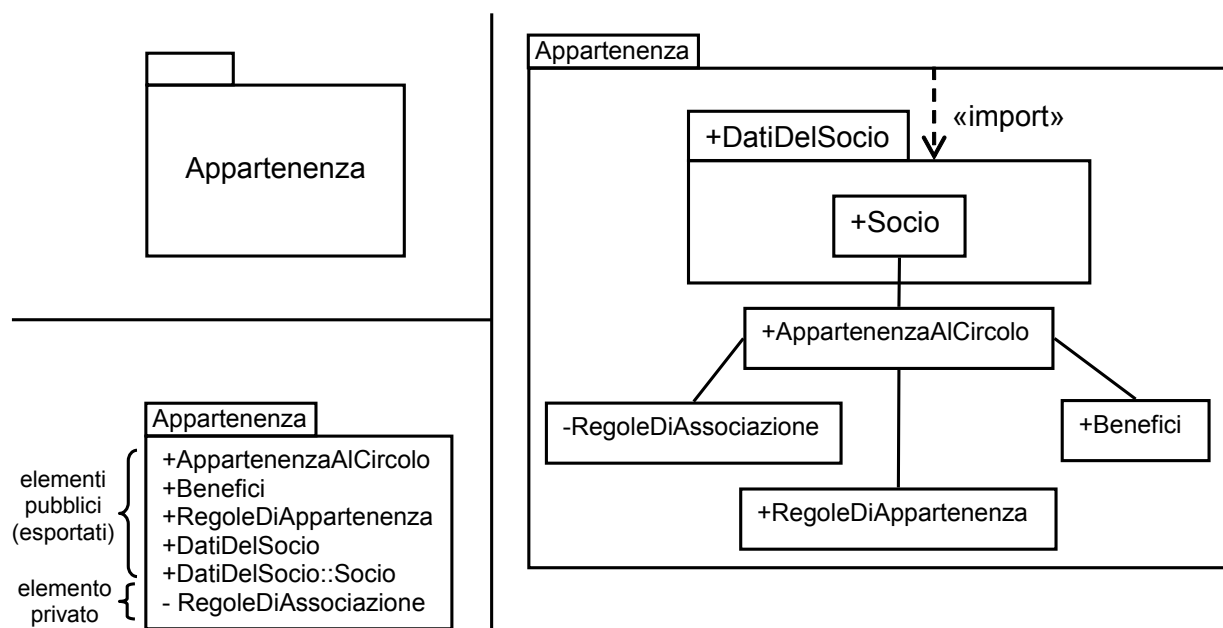 Appartenenza
Appartenenza
elementi
pubblici
(esportati)
+AppartenenzaAlCircolo
+Benefici
+RegoleDiAppartenenza
+DatiDelSocio
+DatiDelSocio::Socio
elemento
privato
- RegoleDiAssociazione
Appartenenza
«import»
+DatiDelSocio
+Socio
+AppartenenzaAlCircolo
-RegoleDiAssociazione
+Benefici
+RegoleDiAppartenenza